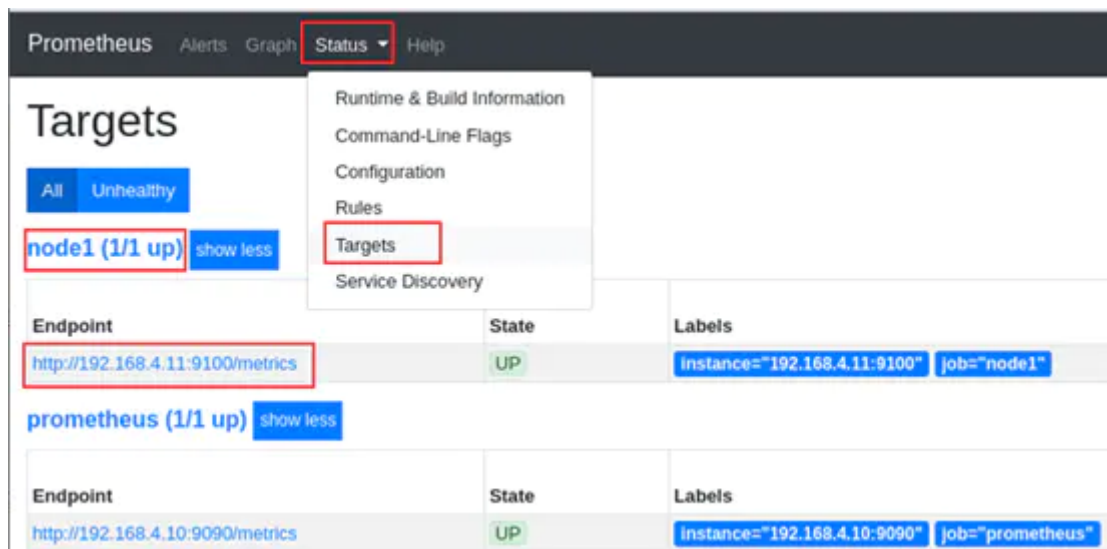 Prometheus Alerts Graph Status Help
Runtime & Build Information
Command-Line Flags
Configuration
Rules
Targets
Service Discovery
Targets
All Unhealthy
node1 (1/1 up) show less
Endpoint State Labels
http://192.168.4.11:9100/metrics UP instance="192.168.4.11:9100" job="node1"
prometheus (1/1 up) show less
Endpoint State Labels
http://192.168.4.10:9090/metrics UP instance="192.168.4.10:9090" job="prometheus"